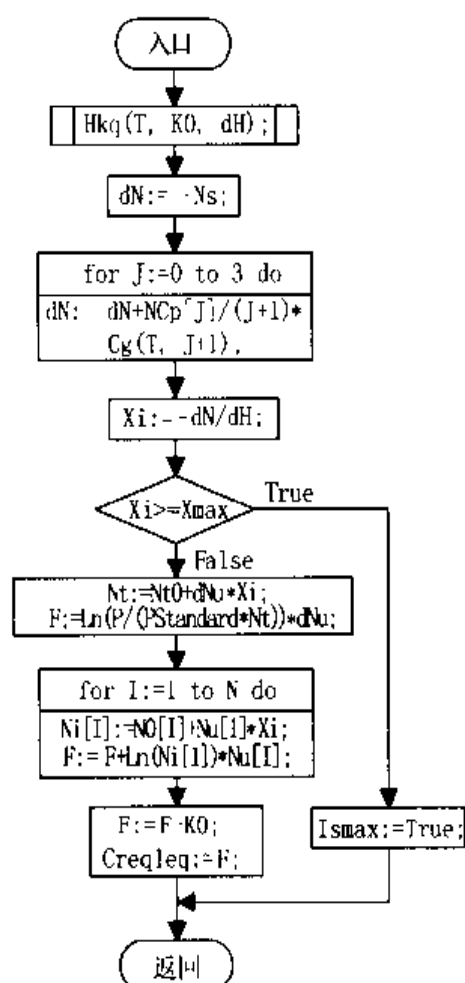 入口
Hkq(T, K0, dH);
dN:= -Ns;
for J:=0 to 3 do
dN: dN+NCp[J]/(J+1)*
Cg(T, J+1),
Xi:=-dN/dH;
Xi>=Xmax
True
False
Nt:=Nt0+dNu*Xi;
F:=Ln(P/(PStandard*Nt))*dNu;
for I:=1 to N do
Ni[I]:=N0[I]+Nu[i]*Xi;
F:=F+Ln(Ni[1])*Nu[I];
F:=F-K0;
Creqleq:=F;
Ismax:=True;
返回